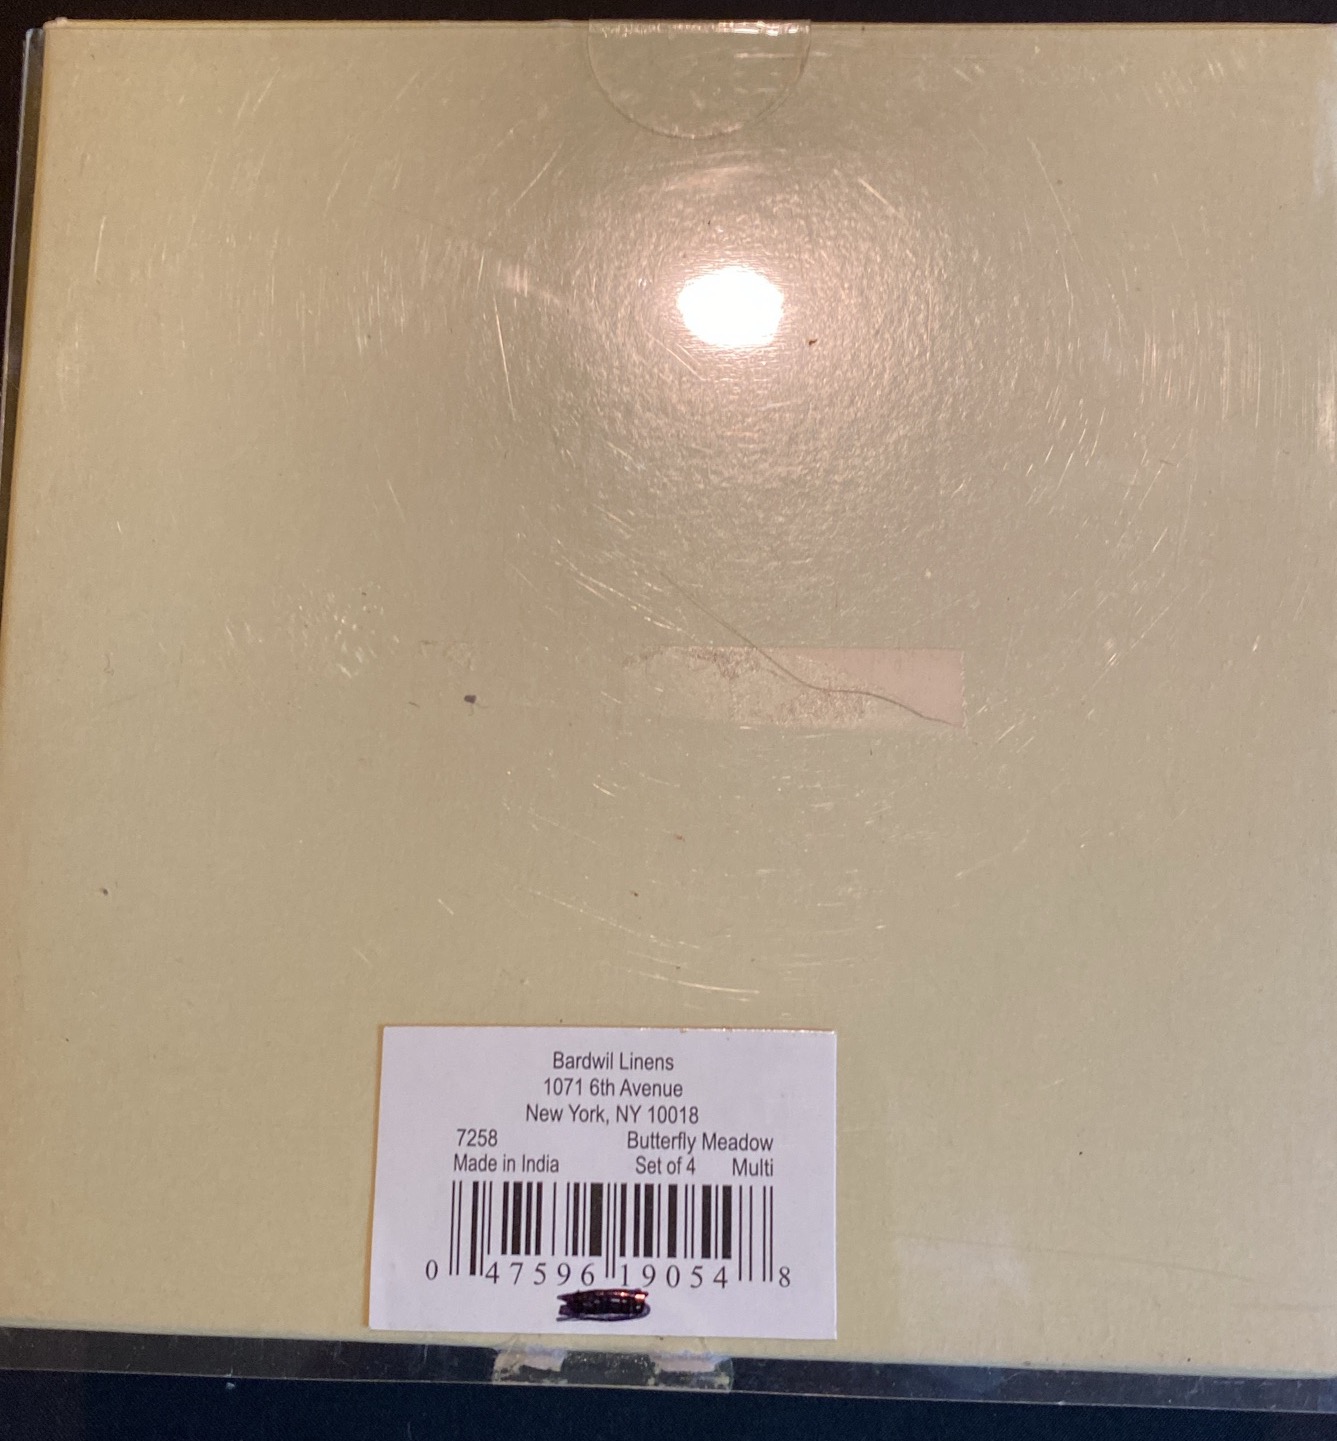 Bardwil Linens
1071 6th Avenue
New York, NY 10018
7258 Butterfly Meadow
Made in India Set of 4 Multi
0 47596 19054 8